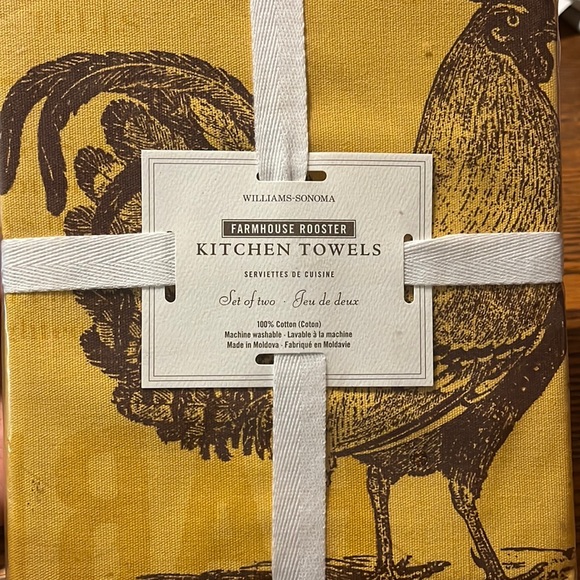 WILLIAMS-SONOMA
FARMHOUSE ROOSTER
KITCHEN TOWELS
SERVIETTES DE CUISINE
Set of two · Jeu de deux
100% Cotton (Coton)
Machine washable · Lavable à la machine
Made in Moldova · Fabriqué en Moldavie